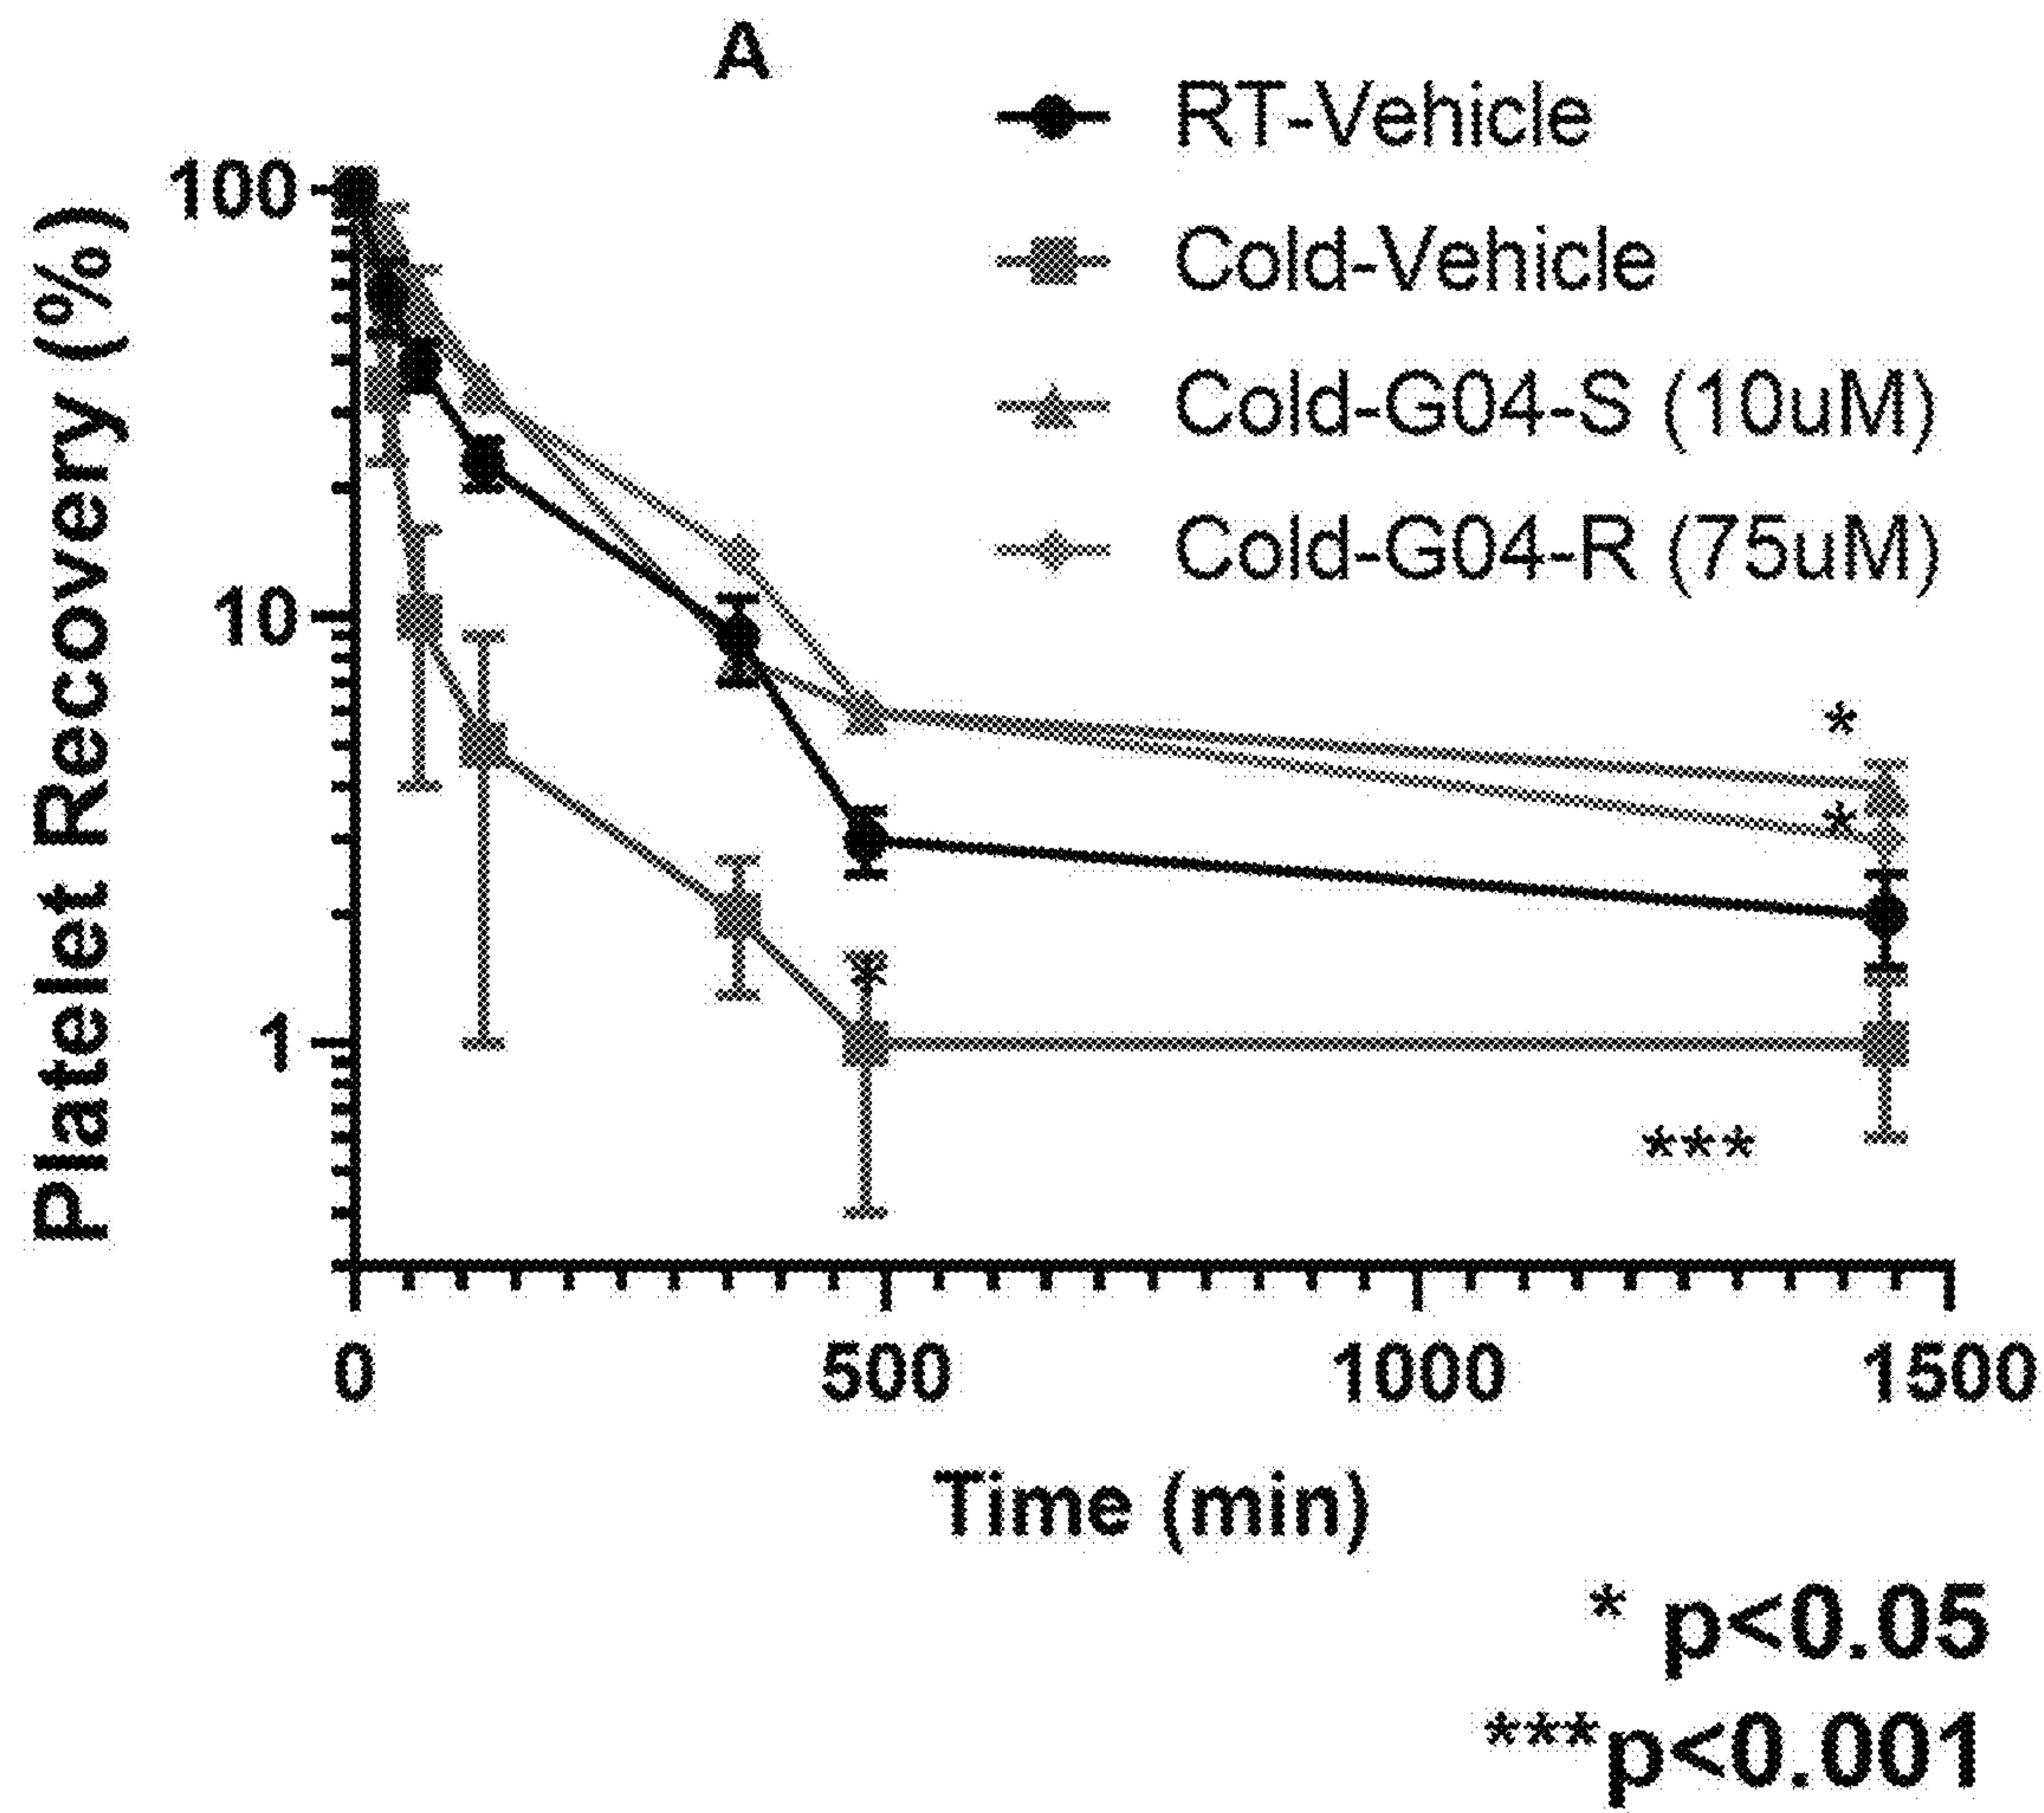 A
RT-Vehicle
Cold-Vehicle
Cold-G04-S (10uM)
Cold-G04-R (75uM)
Platelet Recovery (%)
100
10
1
*
*
*
***
0 500 1000 1500
Time (min)
* p<0.05
***p<0.001